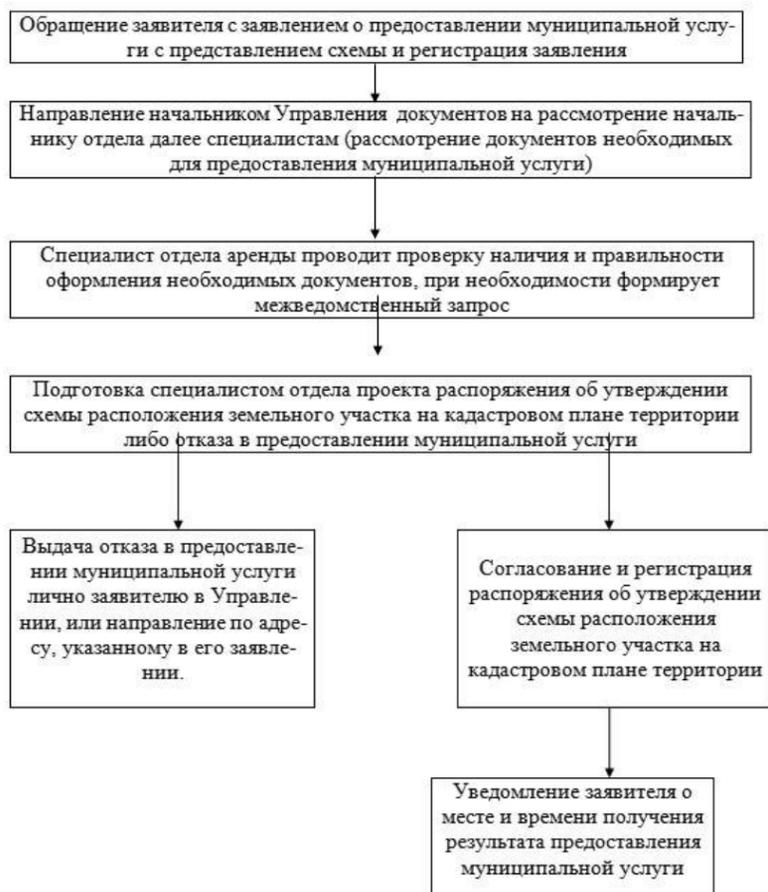 Обращение заявителя с заявлением о предоставлении муниципальной услу-
ги с представлением схемы и регистрация заявления
Направление начальником Управления документов на рассмотрение началь-
нику отдела далее специалистам (рассмотрение документов необходимых
для предоставления муниципальной услуги)
Специалист отдела аренды проводит проверку наличия и правильности
оформления необходимых документов, при необходимости формирует
межведомственный запрос
Подготовка специалистом отдела проекта распоряжения об утверждении
схемы расположения земельного участка на кадастровом плане территории
либо отказа в предоставлении муниципальной услуги
Выдача отказа в предоставле-
нии муниципальной услуги
лично заявителю в Управле-
нии, или направление по адре-
су, указанному в его заявле-
нии.
Согласование и регистрация
распоряжения об утверждении
схемы расположения
земельного участка на
кадастровом плане территории
Уведомление заявителя о
месте и времени получения
результата предоставления
муниципальной услуги